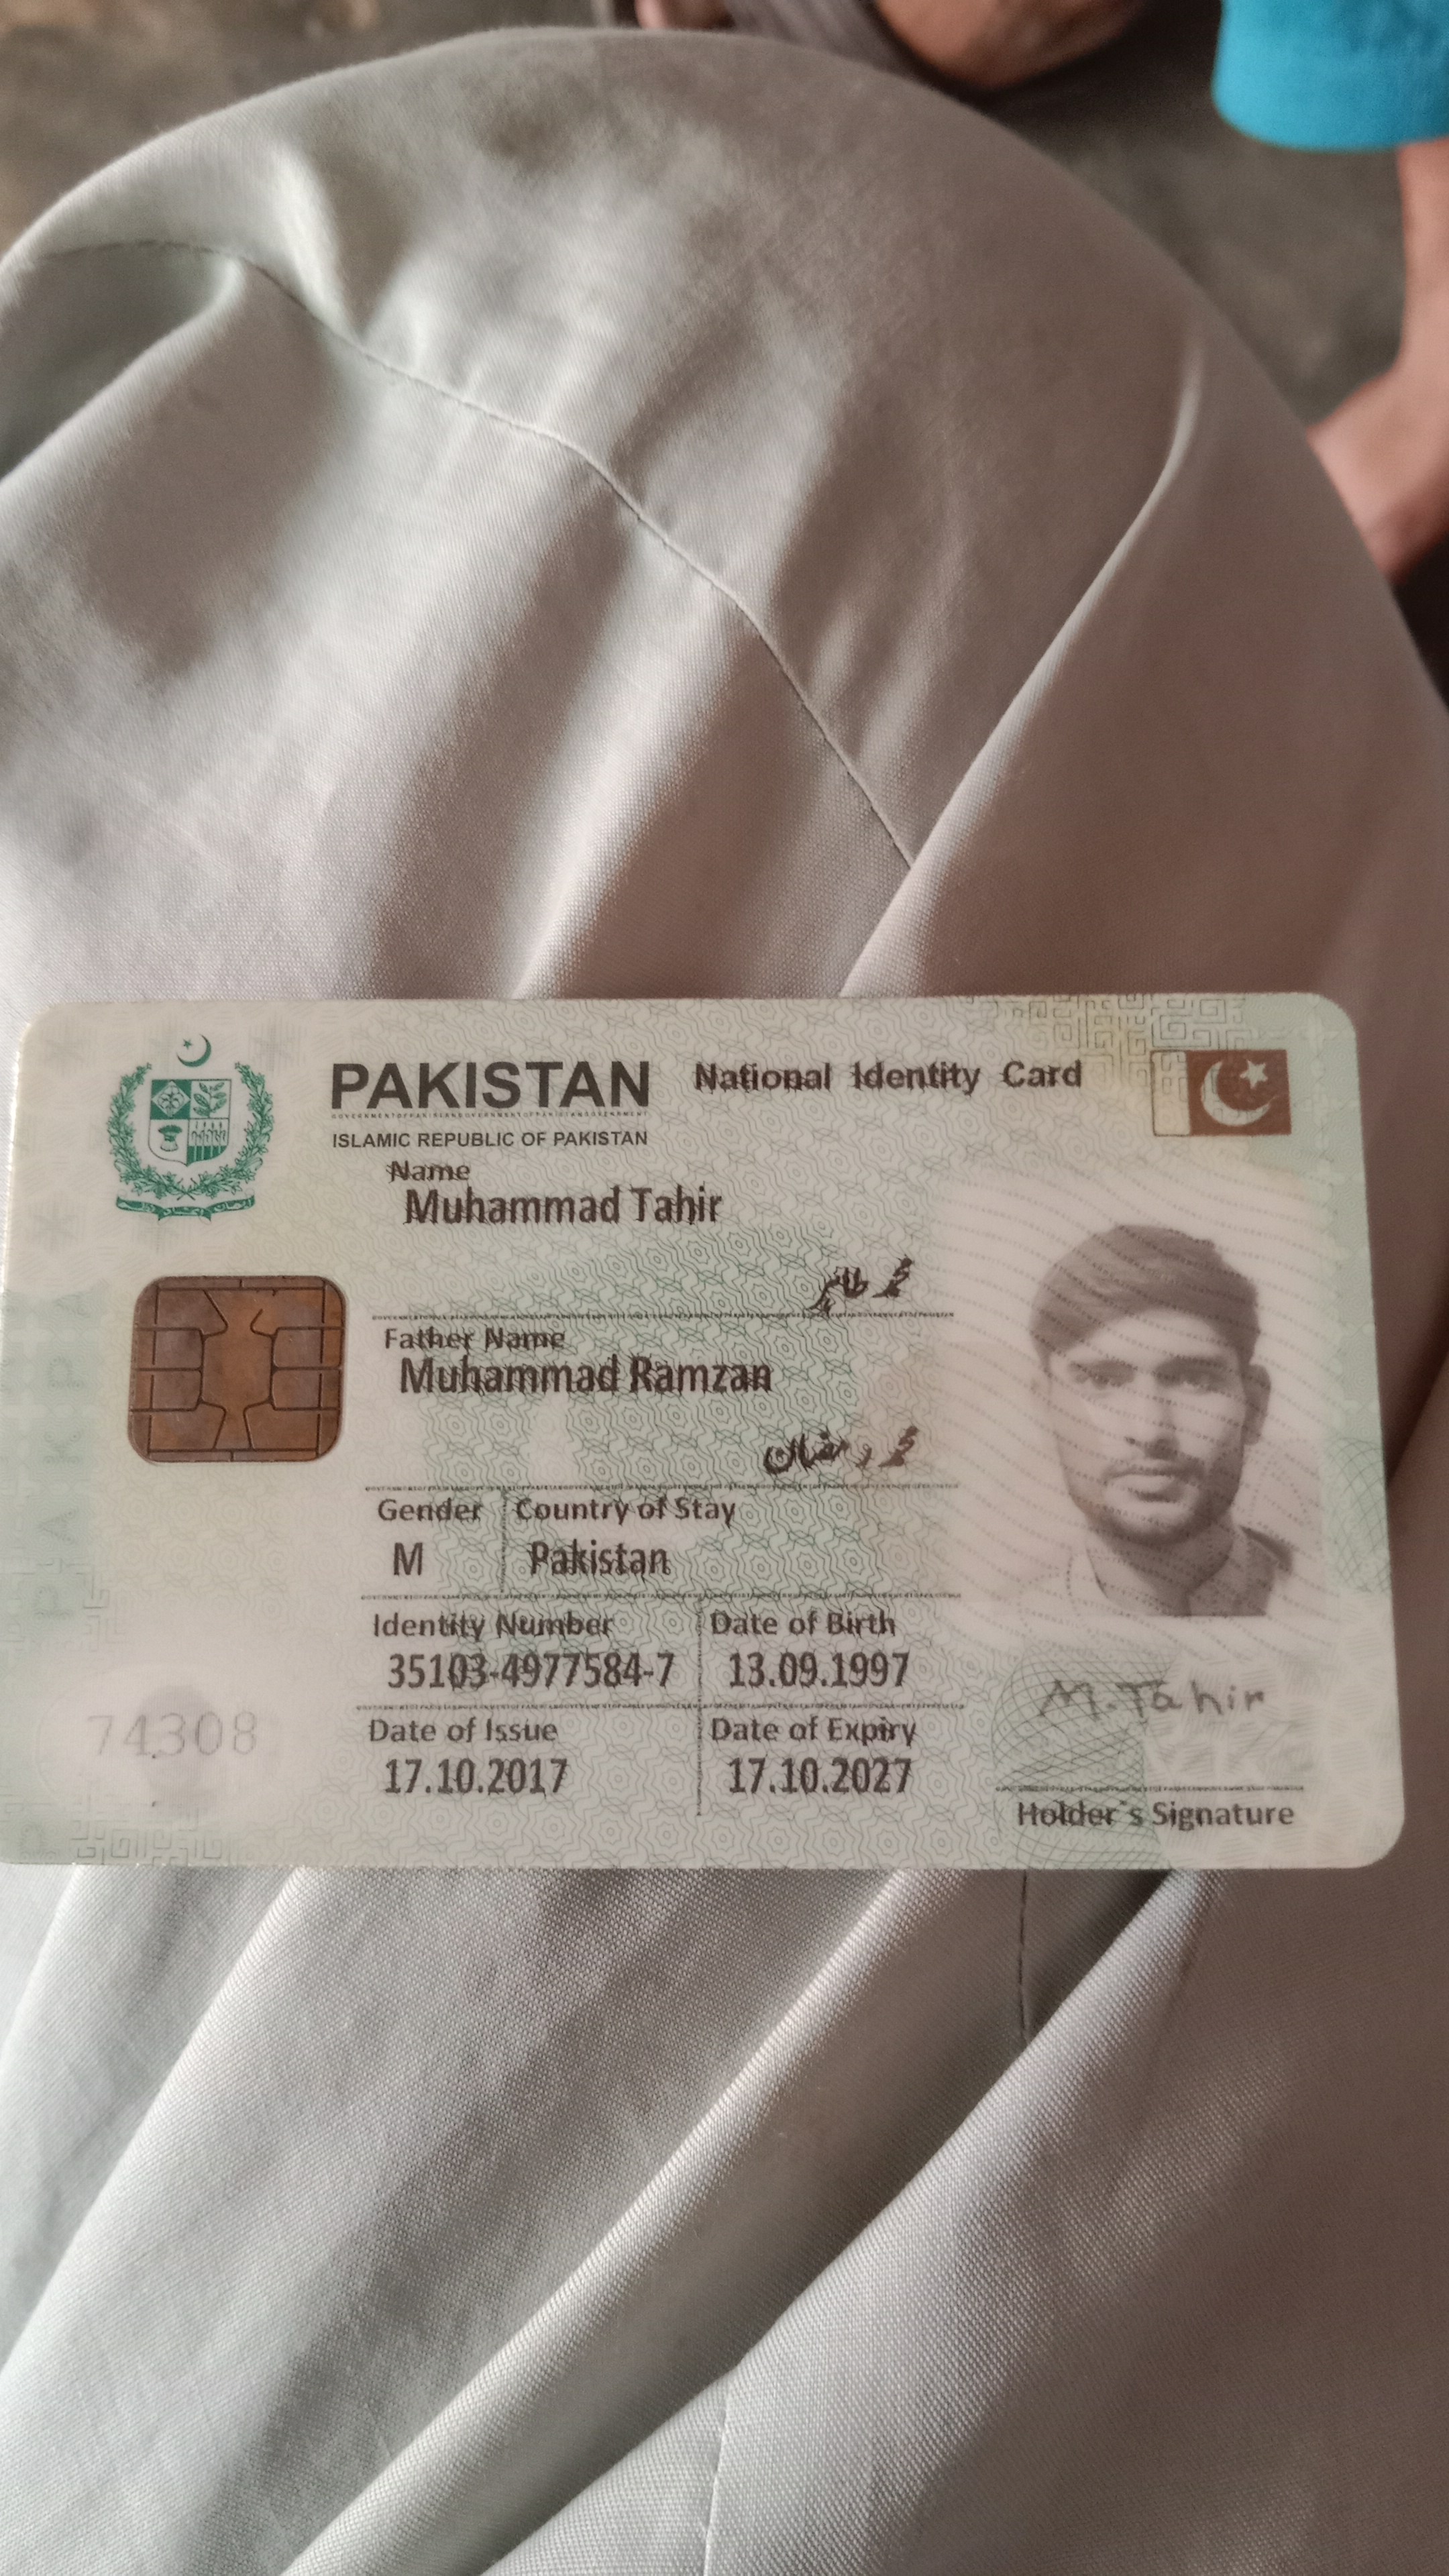 PAKISTAN National Identity Card
ISLAMIC REPUBLIC OF PAKISTAN
Name
Muhammad Tahir
محمد طاہر
Father Name
Muhammad Ramzan
محمد رمضان
Gender Country of Stay
M Pakistan
Identity Number Date of Birth
35103-4977584-7 13.09.1997
Date of Issue Date of Expiry
17.10.2017 17.10.2027
74308
M. Tahir
Holder's Signature